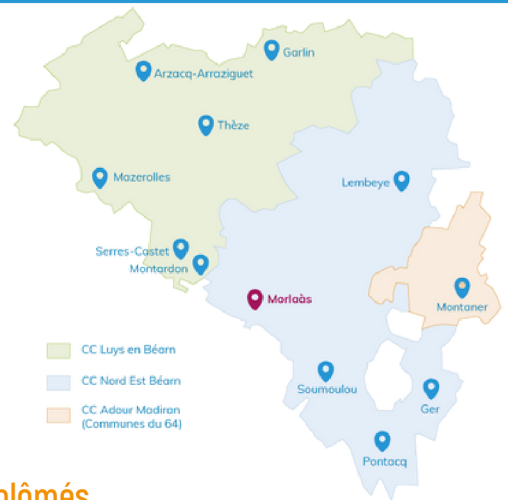 Garlin
Arzacq-Arraziguet
Thèze
Mazerolles
Lembeye
Serres-Castet
Montardon
Morlaàs
Montaner
CC Luys en Béarn
CC Nord Est Béarn
CC Adour Madiran
(Communes du 64)
Soumoulou
Ger
Pontacq